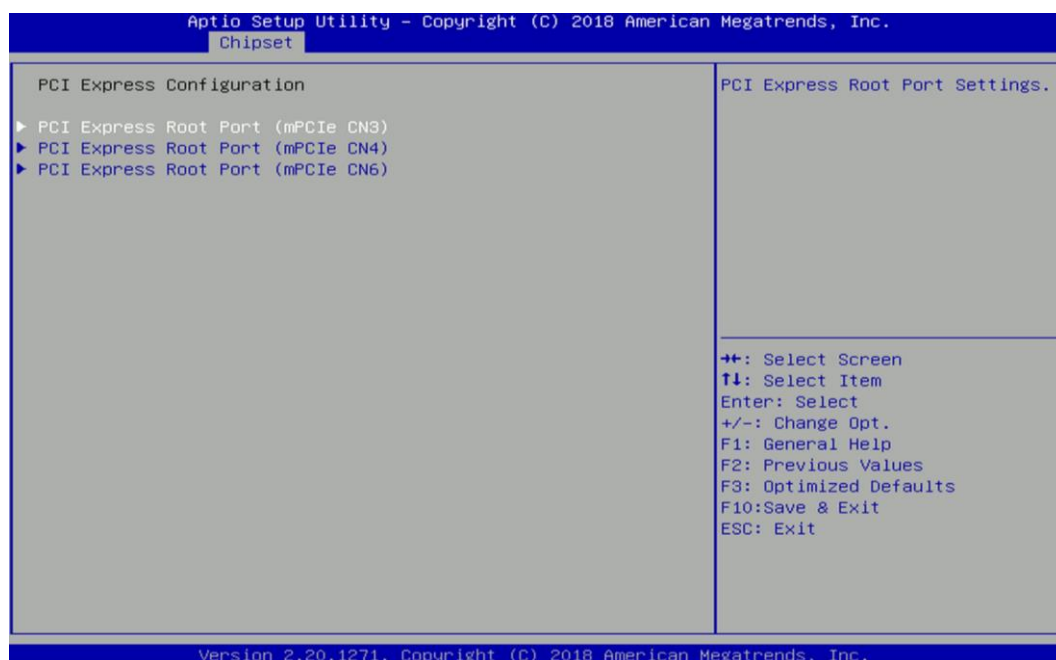 Aptio Setup Utility – Copyright (C) 2018 American Megatrends, Inc.
Chipset
PCI Express Configuration
▶ PCI Express Root Port (mPCIe CN3)
▶ PCI Express Root Port (mPCIe CN4)
▶ PCI Express Root Port (mPCIe CN6)
PCI Express Root Port Settings.
→←: Select Screen
↑↓: Select Item
Enter: Select
+/-: Change Opt.
F1: General Help
F2: Previous Values
F3: Optimized Defaults
F10:Save & Exit
ESC: Exit
Version 2.20.1271. Copyright (C) 2018 American Megatrends, Inc.